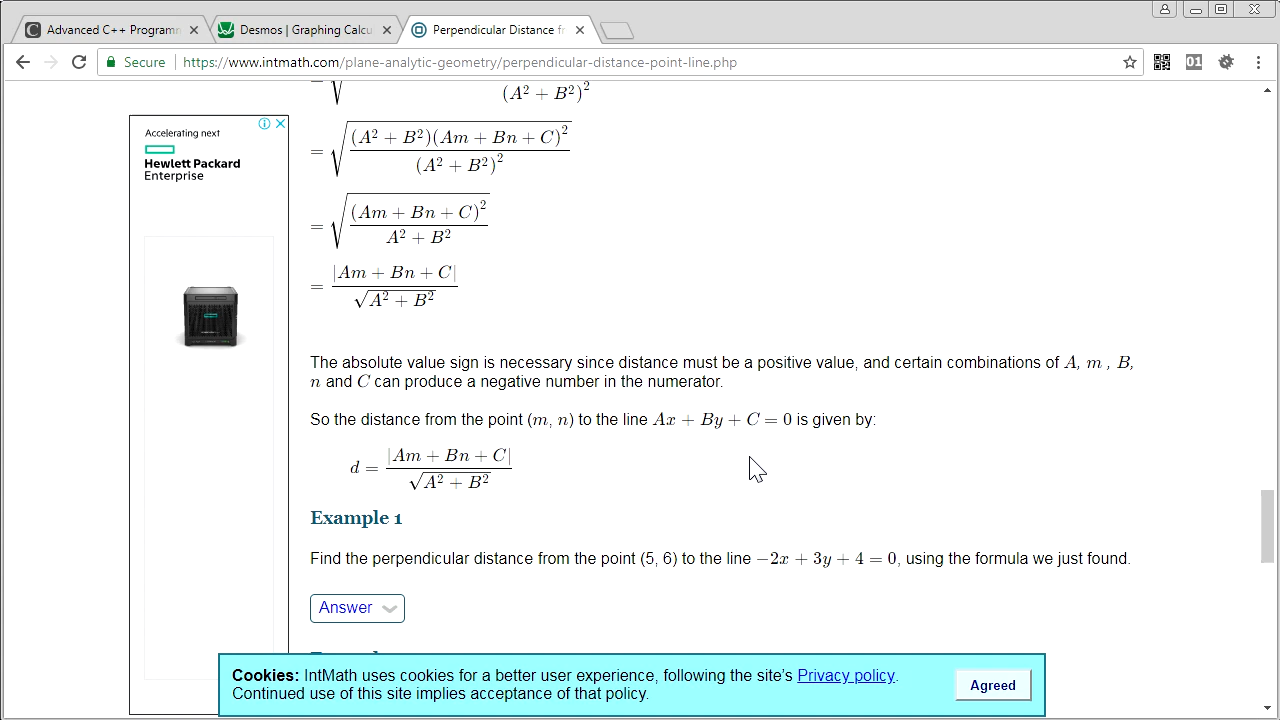 Advanced C++ Programm
Desmos | Graphing Calcu
Perpendicular Distance fr
Secure
https://www.intmath.com/plane-analytic-geometry/perpendicular-distance-point-line.php
01
(A² + B²)²
Accelerating next
Hewlett Packard
Enterprise
= √((A² + B²)(Am + Bn + C)² / (A² + B²)²)
= √((Am + Bn + C)² / A² + B²)
= |Am + Bn + C| / √(A² + B²)
The absolute value sign is necessary since distance must be a positive value, and certain combinations of A, m , B,
n and C can produce a negative number in the numerator.
So the distance from the point (m, n) to the line Ax + By + C = 0 is given by:
d = |Am + Bn + C| / √(A² + B²)
Example 1
Find the perpendicular distance from the point (5, 6) to the line −2x + 3y + 4 = 0, using the formula we just found.
Answer
Cookies: IntMath uses cookies for a better user experience, following the site's Privacy policy.
Continued use of this site implies acceptance of that policy.
Agreed